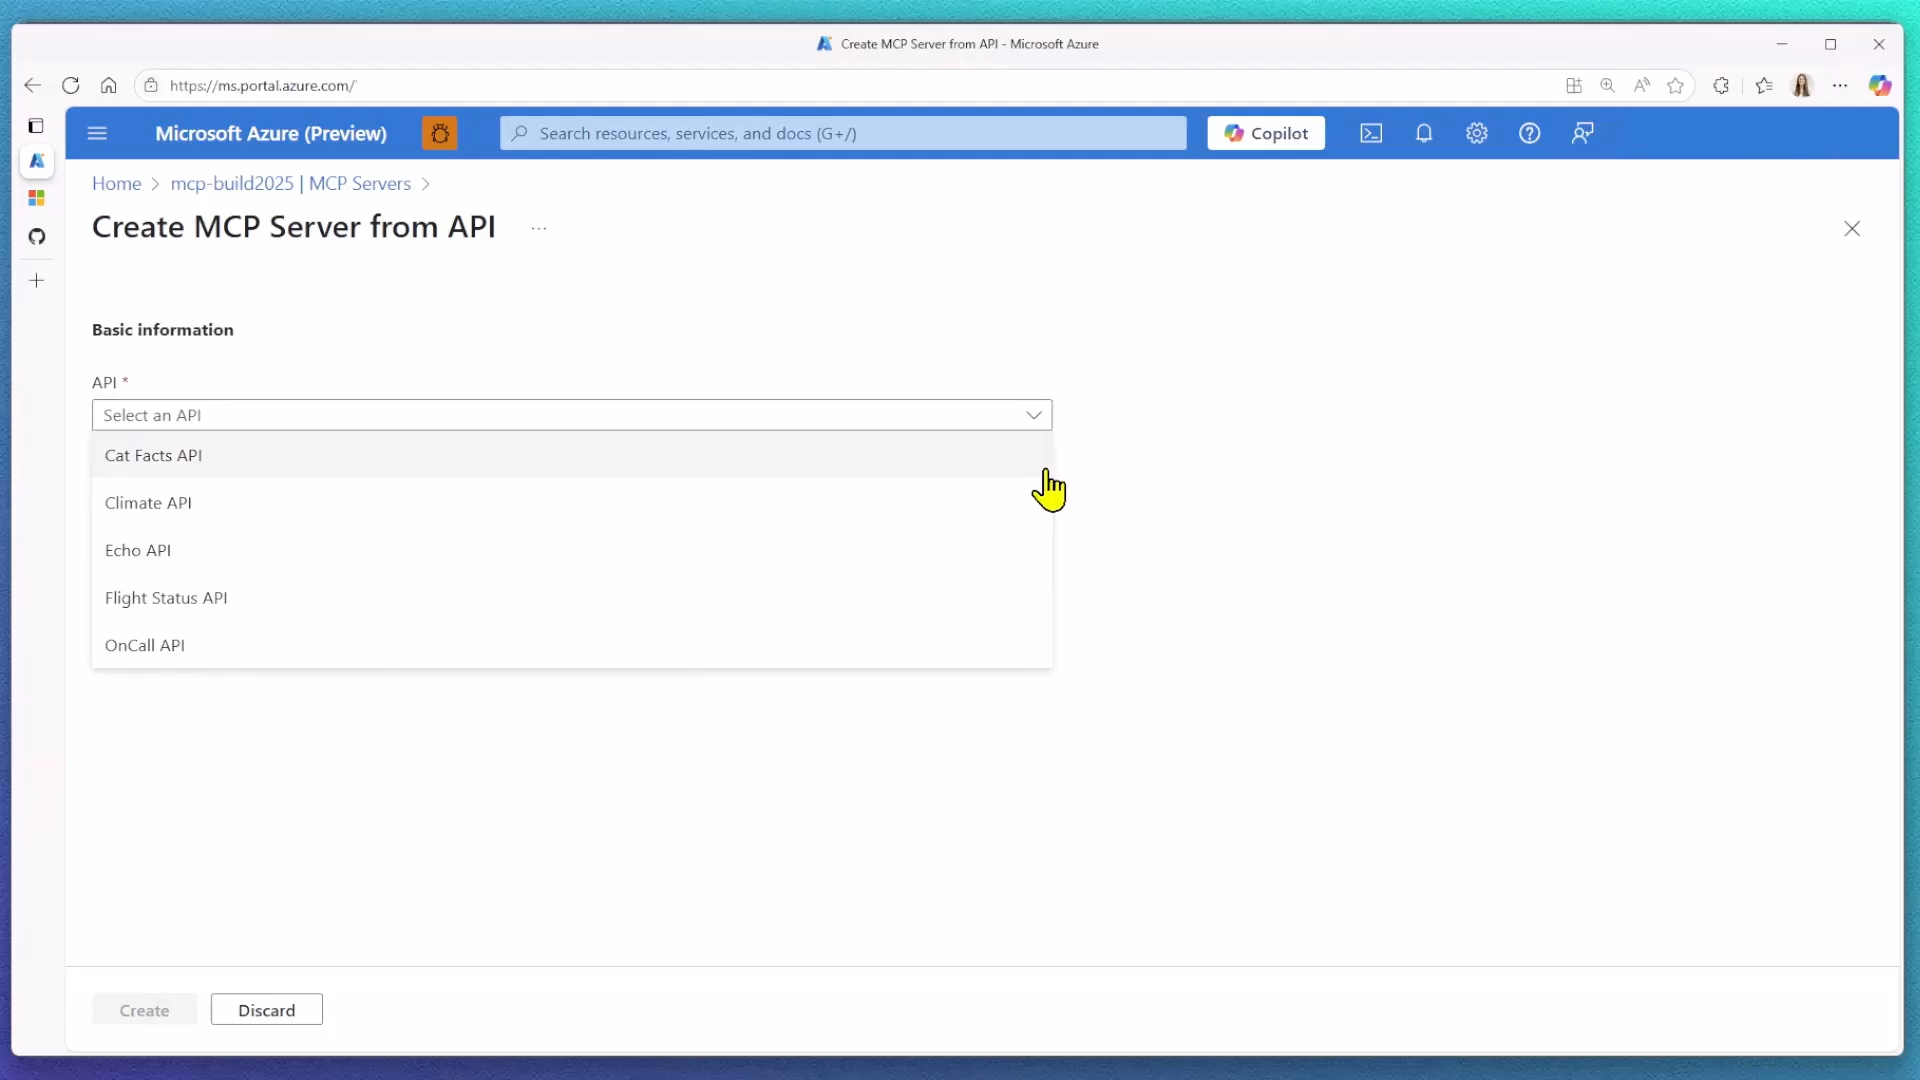 Create MCP Server from API - Microsoft Azure
https://ms.portal.azure.com/
Microsoft Azure (Preview)
Search resources, services, and docs (G+/)
Copilot
Home > mcp-build2025 | MCP Servers >
Create MCP Server from API ...
Basic information
API *
Select an API
Cat Facts API
Climate API
Echo API
Flight Status API
OnCall API
Create
Discard